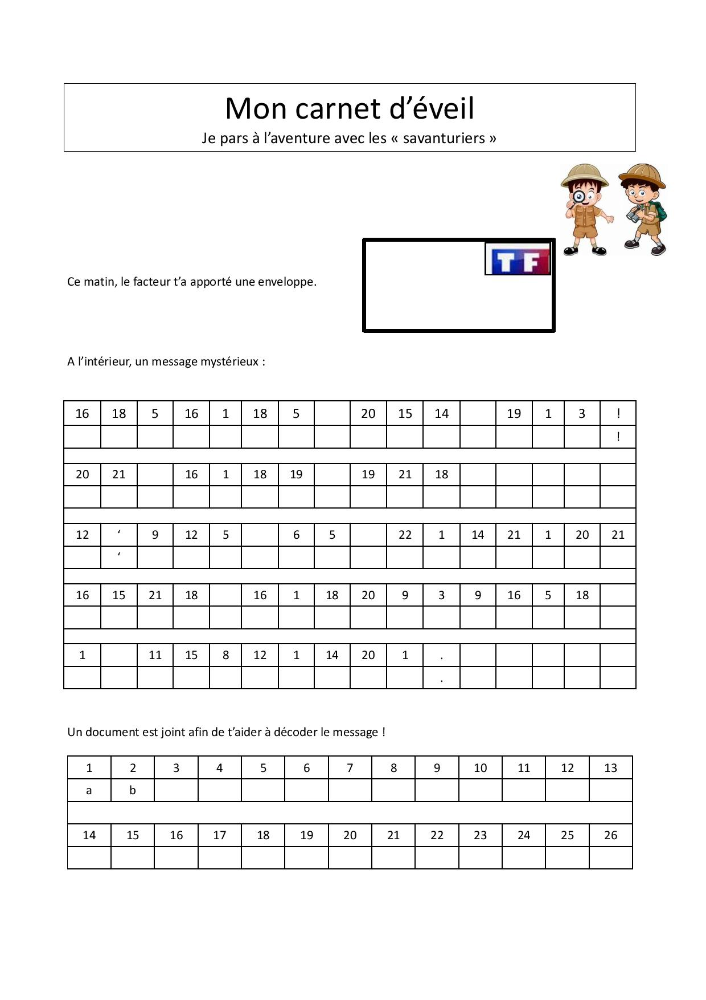 Mon carnet d’éveil
Je pars à l’aventure avec les « savanturiers »
TF
Ce matin, le facteur t’a apporté une enveloppe.
A l’intérieur, un message mystérieux :
16 18 5 16 1 18 5 20 15 14 19 1 3 !
!
20 21 16 1 18 19 19 21 18
12 ‘ 9 12 5 6 5 22 1 14 21 1 20 21
‘
16 15 21 18 16 1 18 20 9 3 9 16 5 18
1 11 15 8 12 1 14 20 1 .
.
Un document est joint afin de t’aider à décoder le message !
1 2 3 4 5 6 7 8 9 10 11 12 13
a b
14 15 16 17 18 19 20 21 22 23 24 25 26